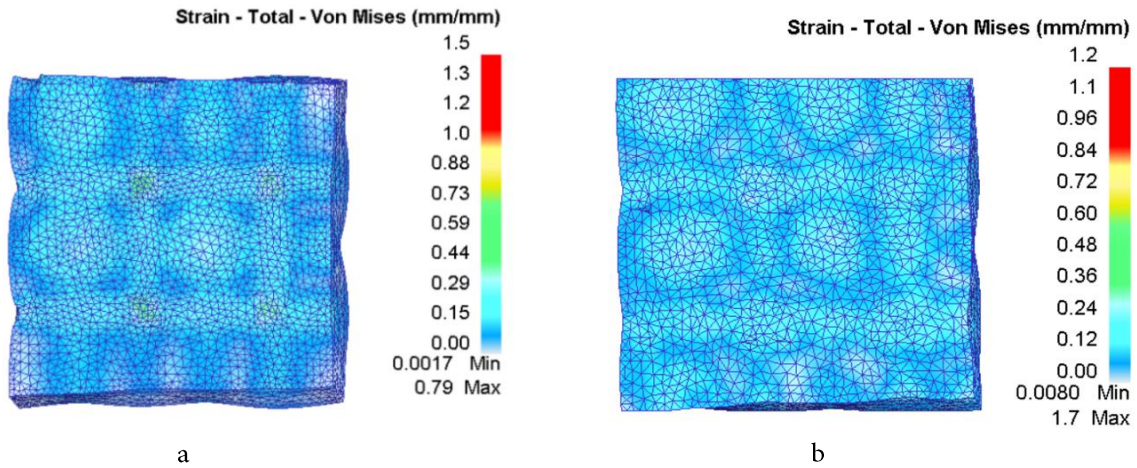 Strain - Total - Von Mises (mm/mm)
1.5
1.3
1.2
1.0
0.88
0.73
0.59
0.44
0.29
0.15
0.00
0.0017 Min
0.79 Max
a
Strain - Total - Von Mises (mm/mm)
1.2
1.1
0.96
0.84
0.72
0.60
0.48
0.36
0.24
0.12
0.00
0.0080 Min
1.7 Max
b